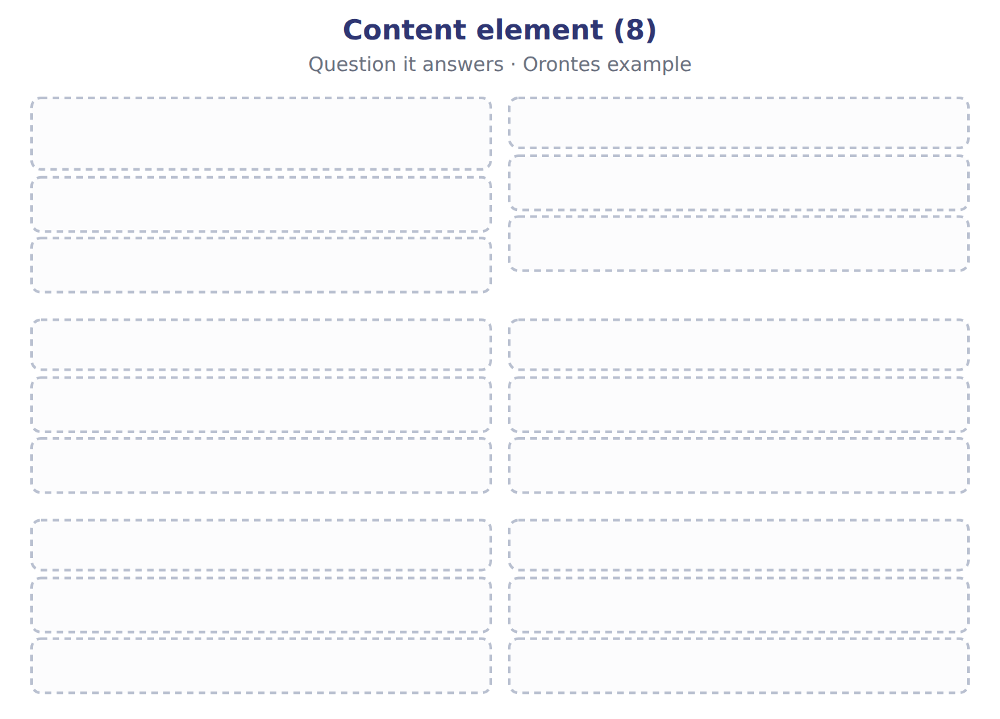 Content element (8)
Question it answers · Orontes example